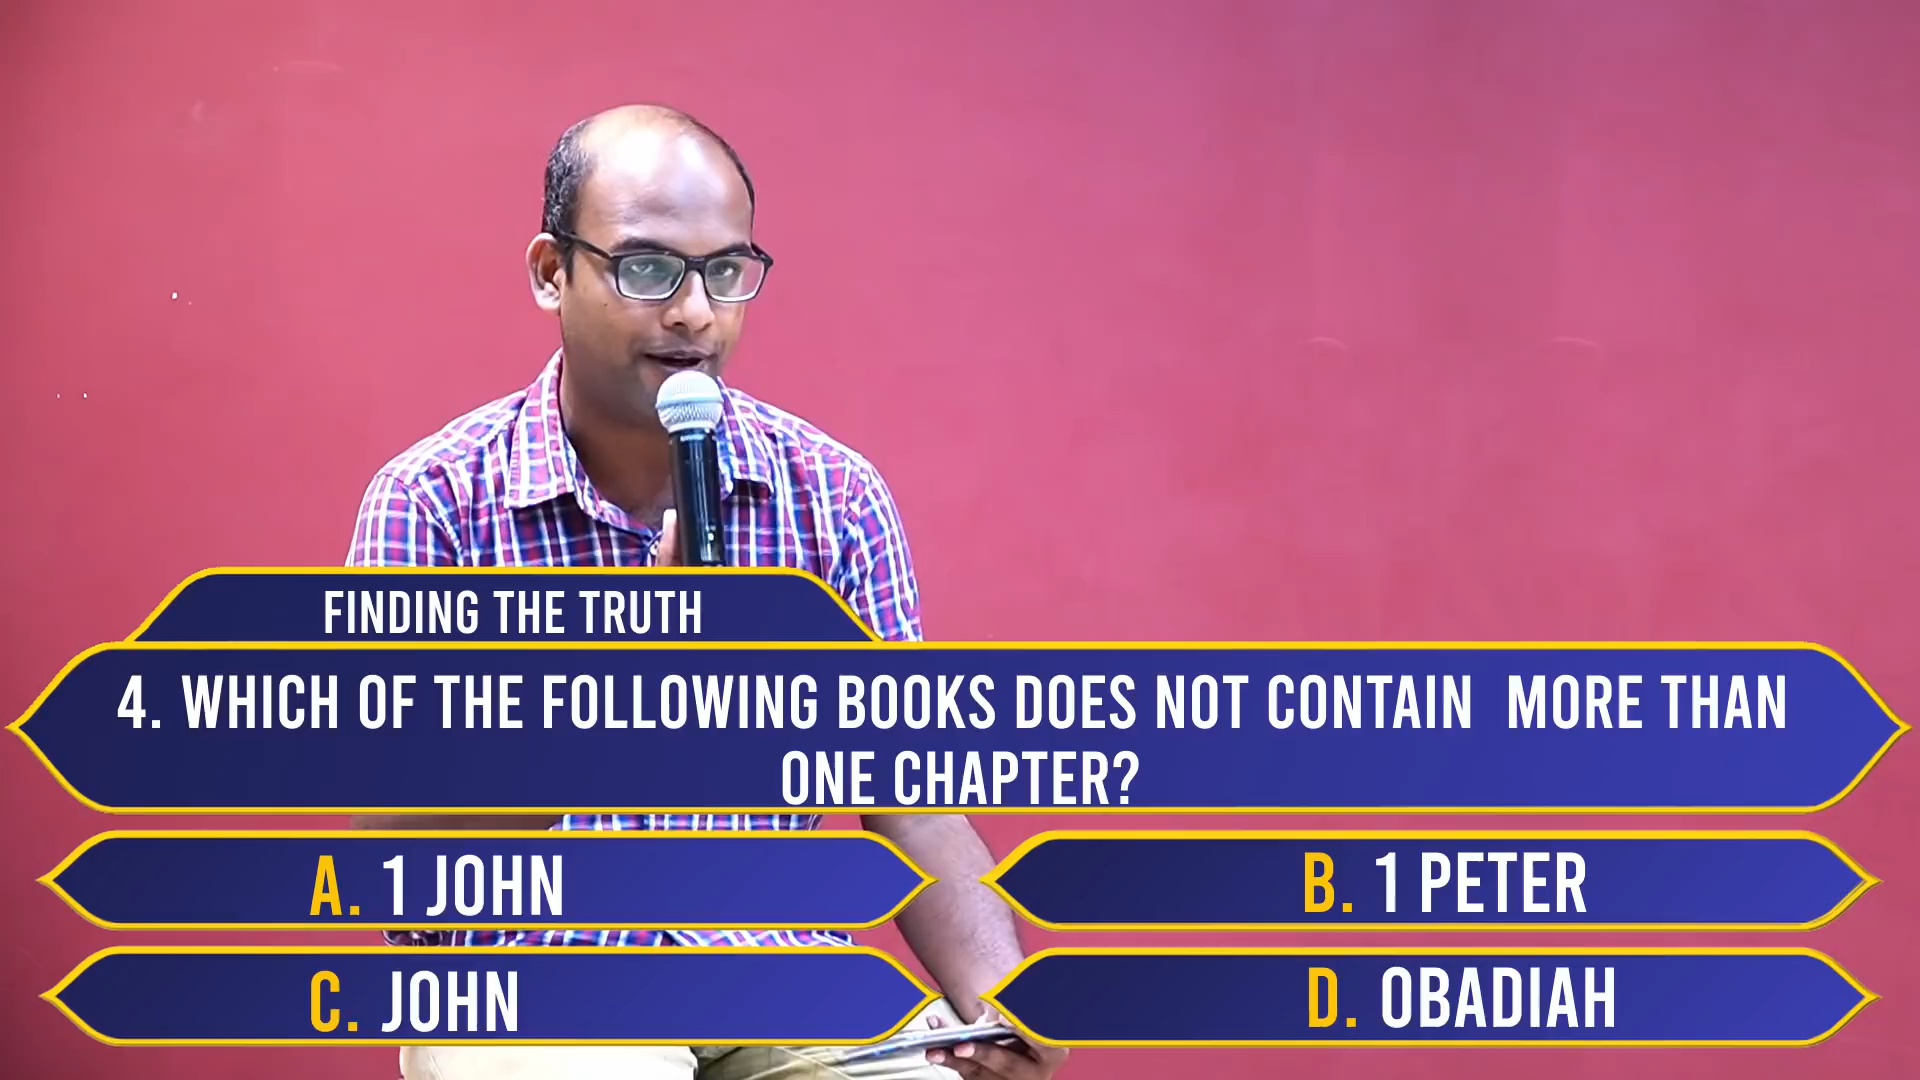 FINDING THE TRUTH
4. WHICH OF THE FOLLOWING BOOKS DOES NOT CONTAIN MORE THAN
ONE CHAPTER?
A. 1 JOHN
B. 1 PETER
C. JOHN
D. OBADIAH